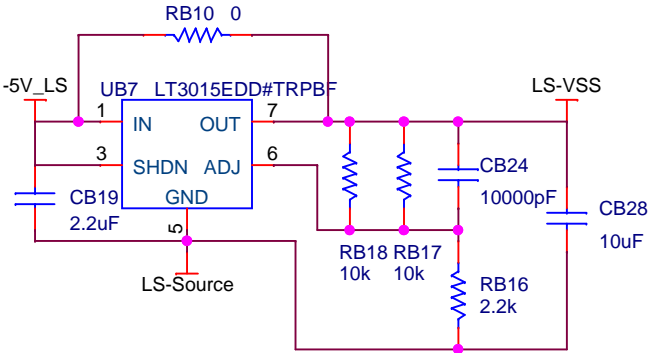 RB10 0
-5V_LS
UB7 LT3015EDD#TRPBF
LS-VSS
1
IN
OUT
7
3
SHDN
ADJ
6
GND
5
CB19
2.2uF
LS-Source
RB18
10k
RB17
10k
CB24
10000pF
RB16
2.2k
CB28
10uF